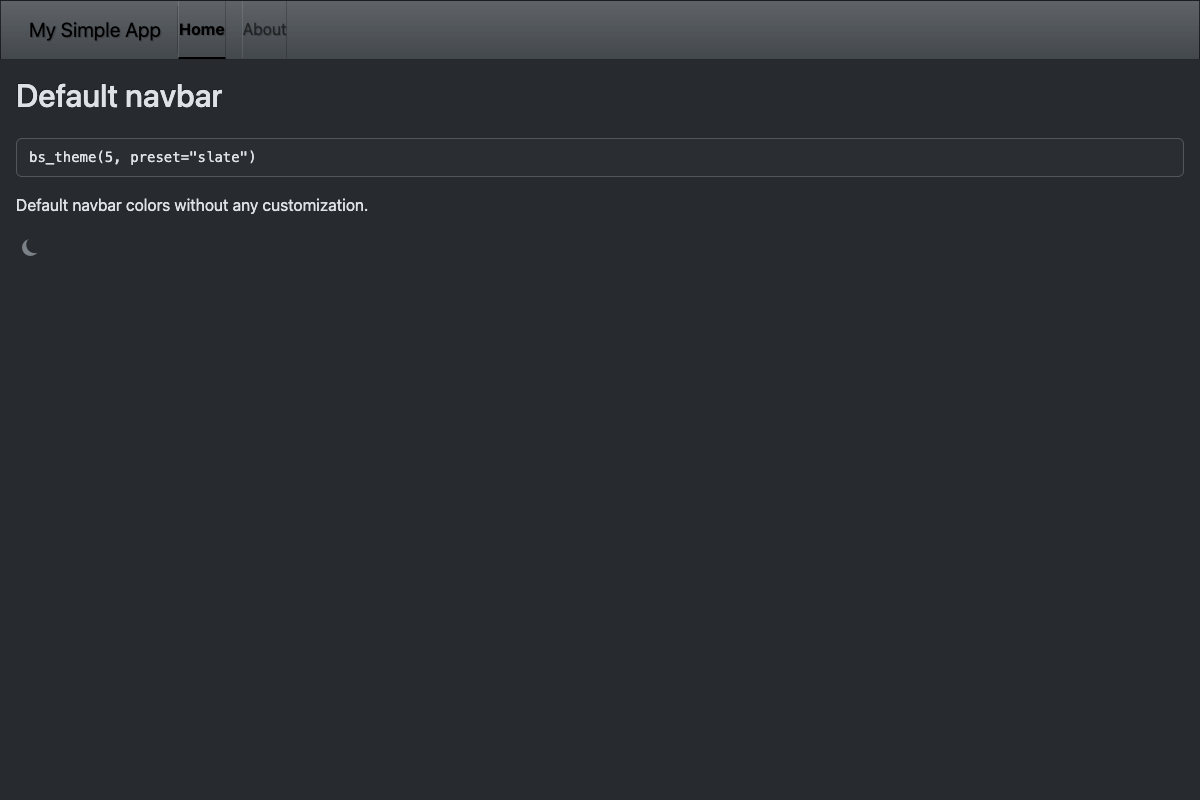 My Simple App Home About
Default navbar
bs_theme(5, preset="slate")
Default navbar colors without any customization.